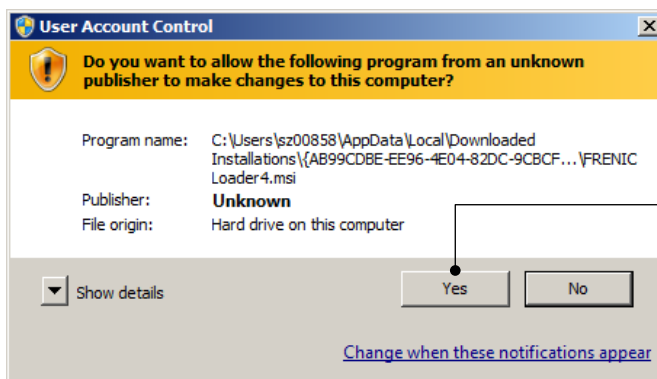 User Account Control
Do you want to allow the following program from an unknown
publisher to make changes to this computer?
Program name: C:\Users\sz00858\AppData\Local\Downloaded
Installations\{AB99CDBE-EE96-4E04-82DC-9CBCF...\FRENIC
Loader4.msi
Publisher: Unknown
File origin: Hard drive on this computer
Show details Yes No
Change when these notifications appear